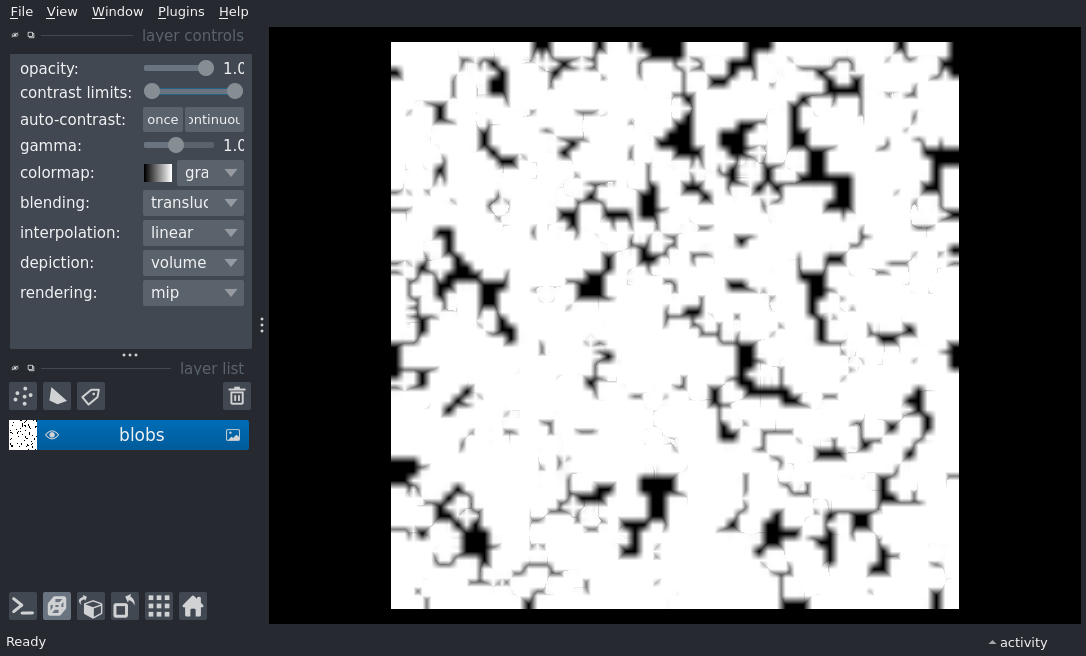 File View Window Plugins Help
layer controls
opacity: 1.0
contrast limits:
auto-contrast: once ontinuou
gamma: 1.0
colormap: gra
blending: transluc
interpolation: linear
depiction: volume
rendering: mip
layer list
blobs
Ready
activity